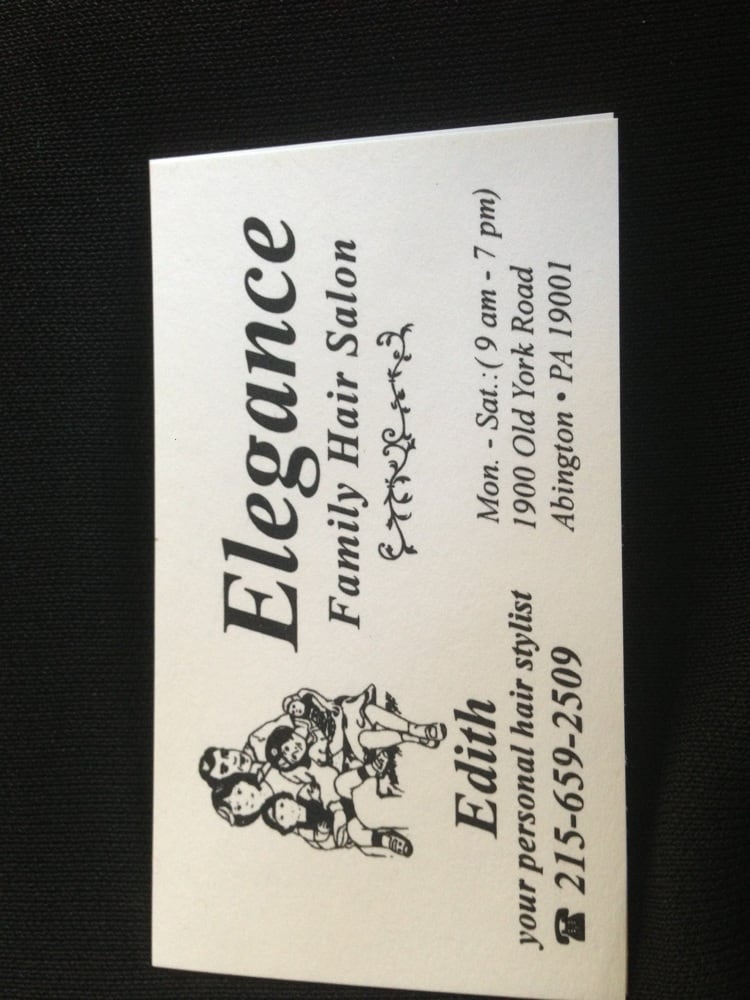 Elegance
Family Hair Salon
Edith
your personal hair stylist
☎ 215-659-2509
Mon. - Sat.:( 9 am - 7 pm)
1900 Old York Road
Abington • PA 19001